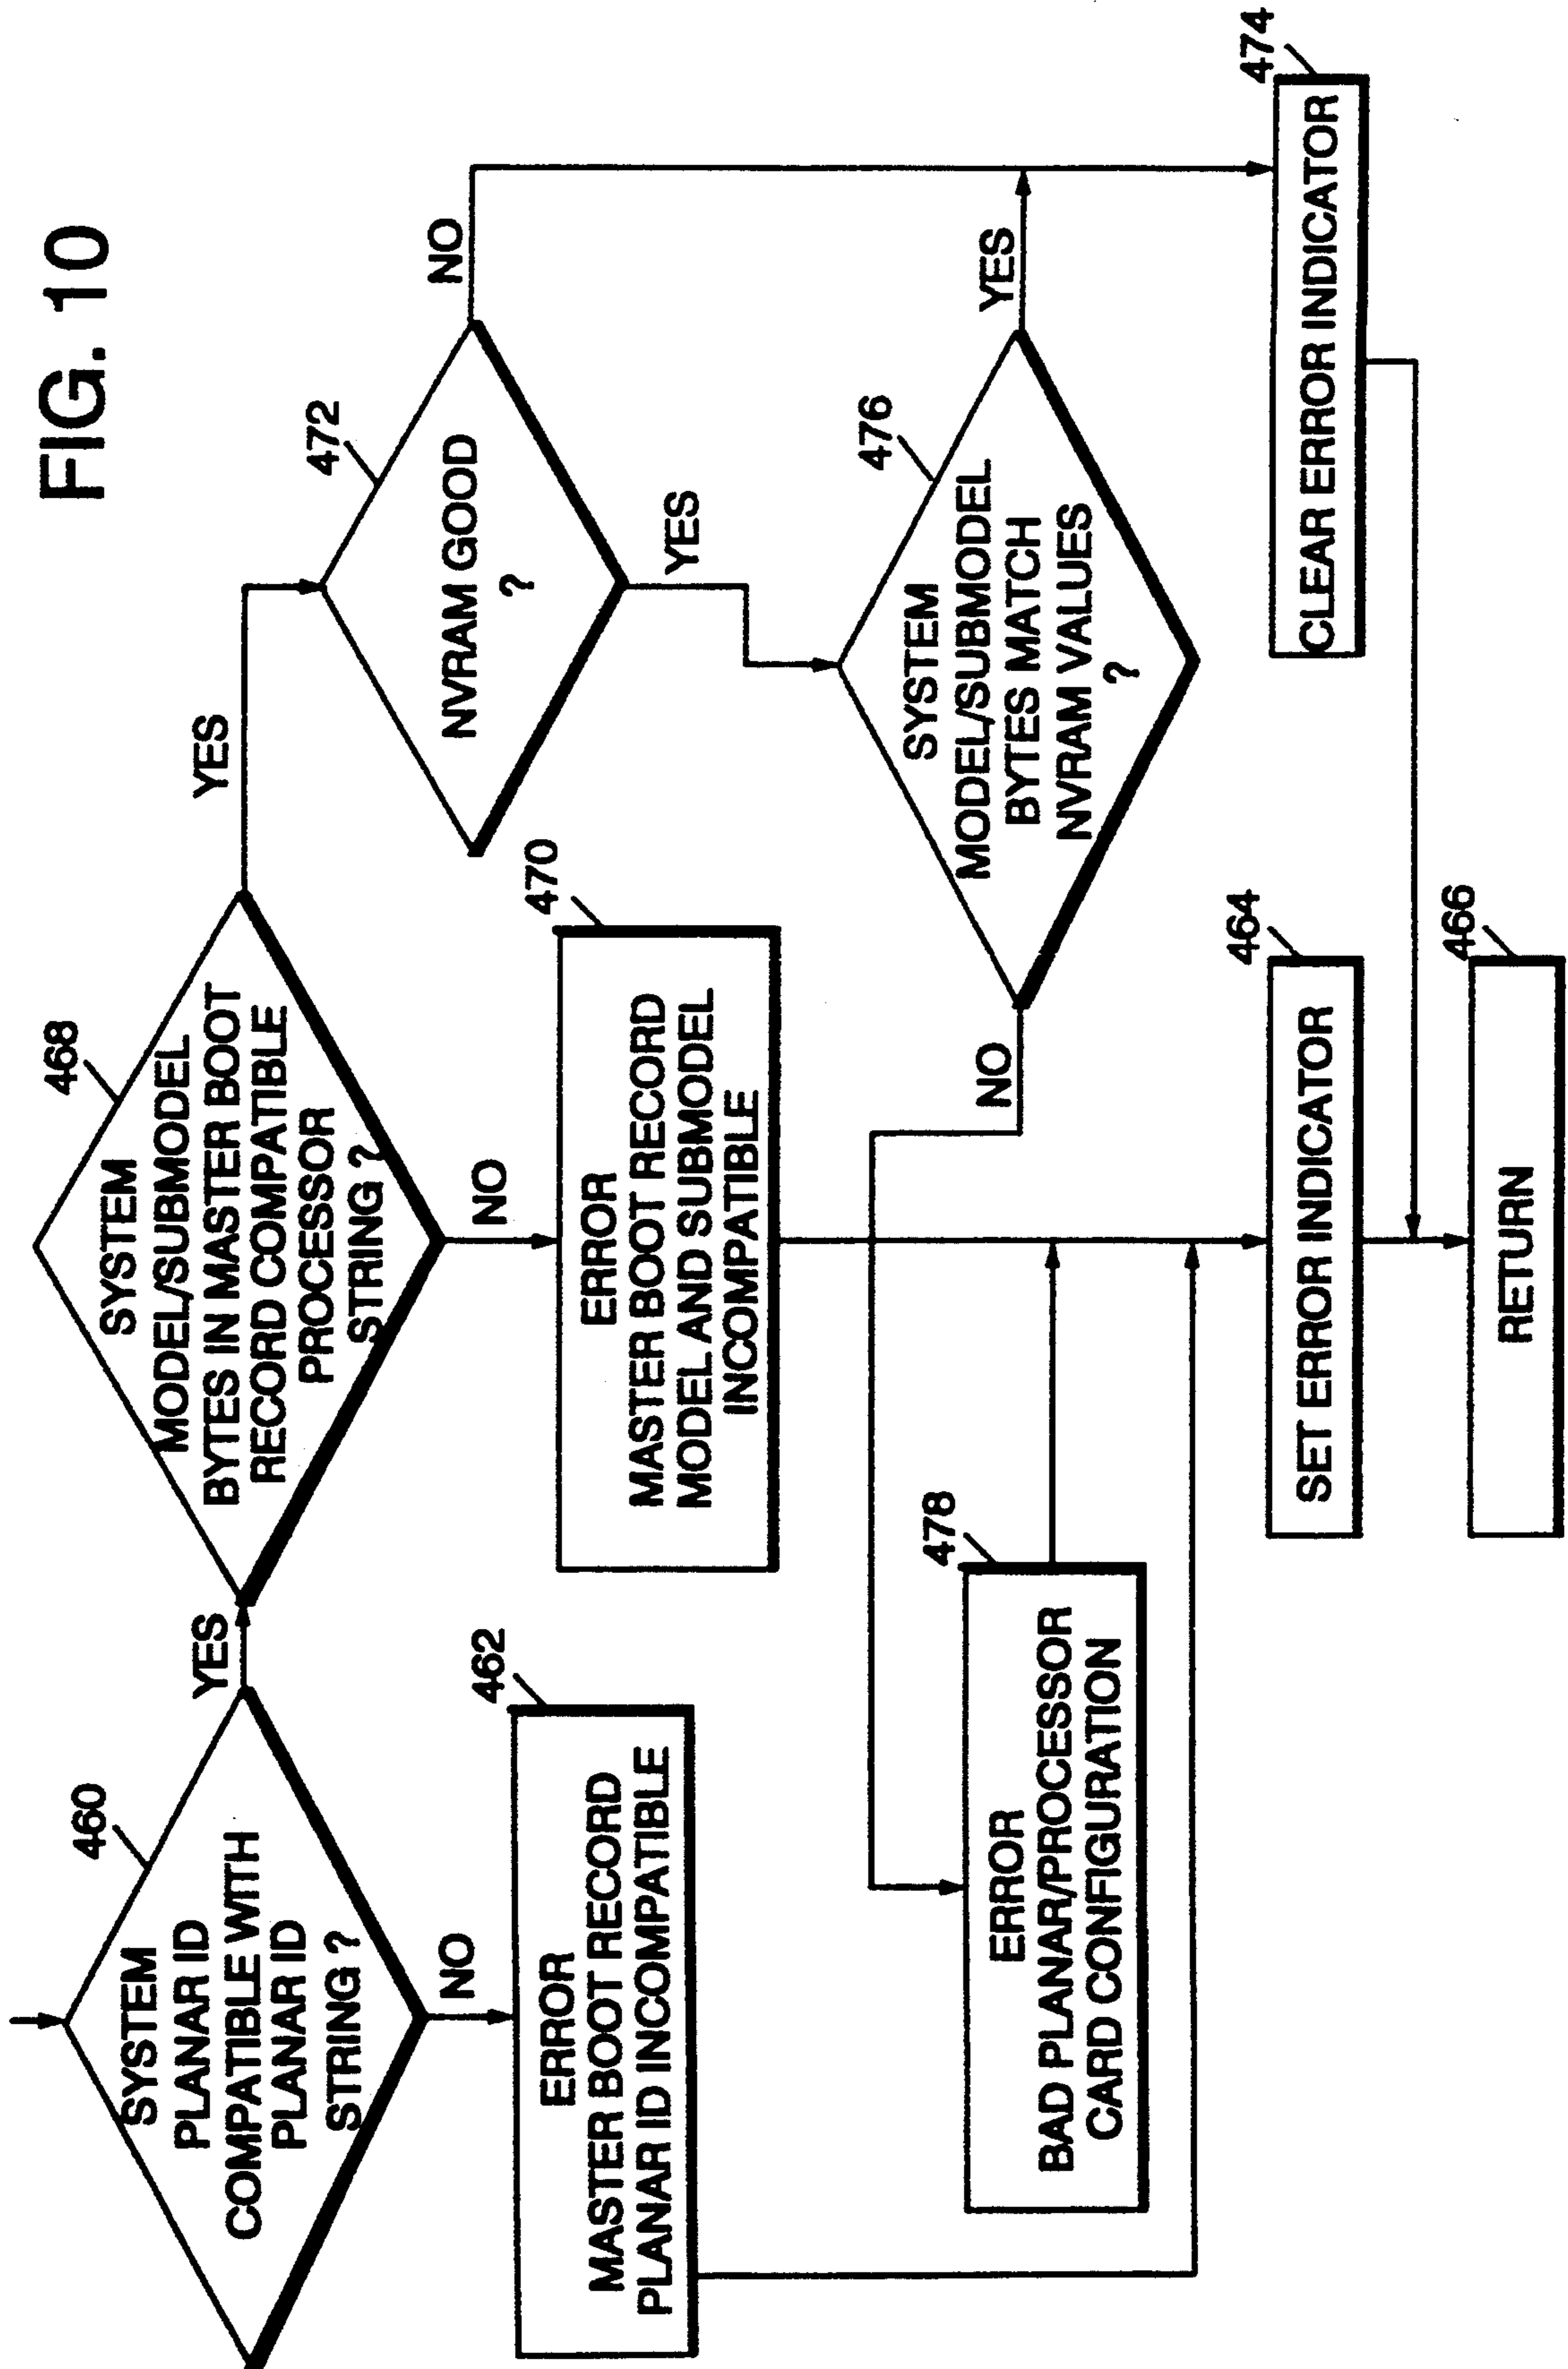 FIG. 10
460
SYSTEM
PLANAR ID
COMPATIBLE WITH
PLANAR ID
STRING ?
YES
NO
462
ERROR
MASTER BOOT RECORD
PLANAR ID INCOMPATIBLE
468
SYSTEM
MODEL/SUBMODEL
BYTES IN MASTER BOOT
RECORD COMPATIBLE
PROCESSOR
STRING ?
YES
NO
470
ERROR
MASTER BOOT RECORD
MODEL AND SUBMODEL
INCOMPATIBLE
472
NVRAM GOOD
?
NO
YES
476
SYSTEM
MODEL/SUBMODEL
BYTES MATCH
NVRAM VALUES
?
YES
NO
478
ERROR
BAD PLANAR/PROCESSOR
CARD CONFIGURATION
464
SET ERROR INDICATOR
474
CLEAR ERROR INDICATOR
466
RETURN